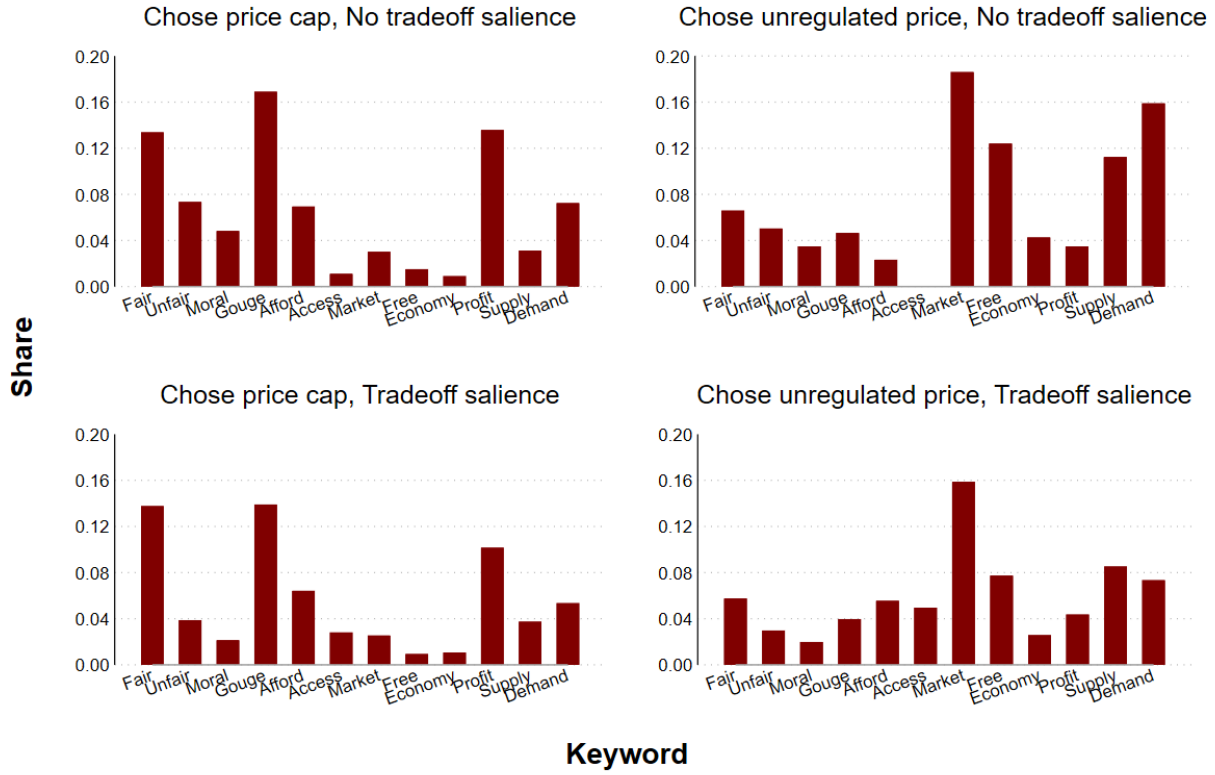 Chose price cap, No tradeoff salience
0.20
0.16
0.12
0.08
0.04
0.00
Fair
Unfair
Moral
Gouge
Afford
Access
Market
Free
Economy
Profit
Supply
Demand
Chose unregulated price, No tradeoff salience
0.20
0.16
0.12
0.08
0.04
0.00
Fair
Unfair
Moral
Gouge
Afford
Access
Market
Free
Economy
Profit
Supply
Demand
Share
Chose price cap, Tradeoff salience
0.20
0.16
0.12
0.08
0.04
0.00
Fair
Unfair
Moral
Gouge
Afford
Access
Market
Free
Economy
Profit
Supply
Demand
Chose unregulated price, Tradeoff salience
0.20
0.16
0.12
0.08
0.04
0.00
Fair
Unfair
Moral
Gouge
Afford
Access
Market
Free
Economy
Profit
Supply
Demand
Keyword